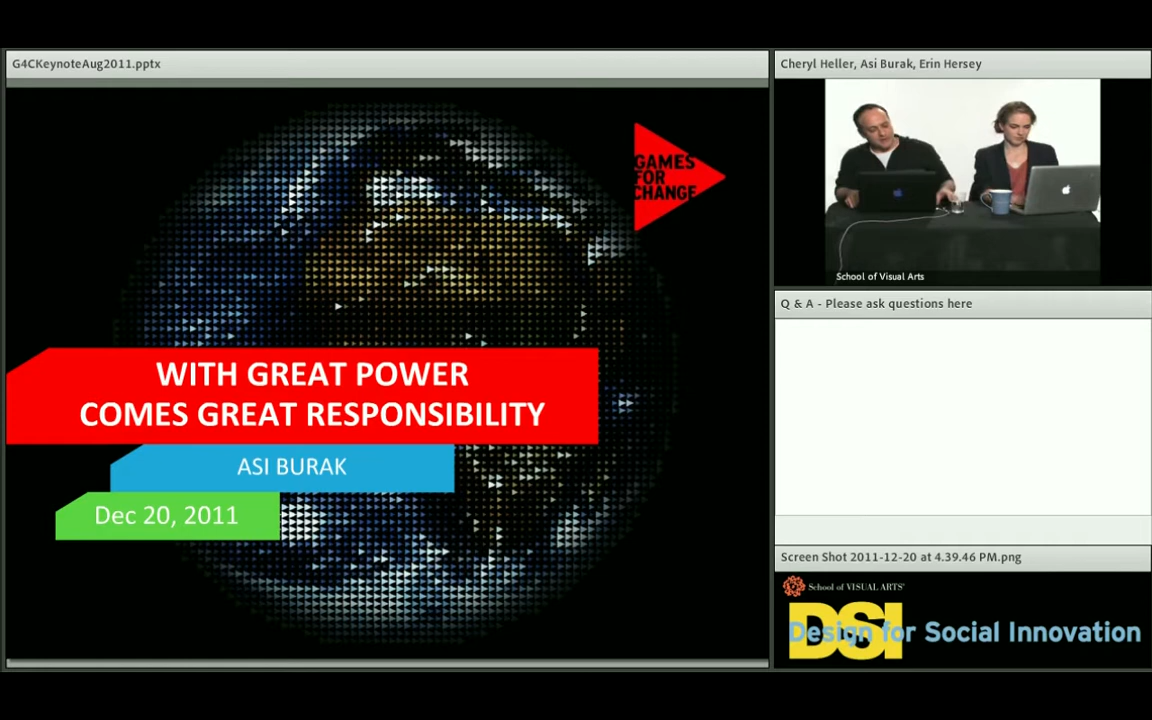 G4CKeynoteAug2011.pptx
GAMES
FOR
CHANGE
WITH GREAT POWER
COMES GREAT RESPONSIBILITY
ASI BURAK
Dec 20, 2011
Cheryl Heller, Asi Burak, Erin Hersey
School of Visual Arts
Q & A - Please ask questions here
Screen Shot 2011-12-20 at 4.39.46 PM.png
School of VISUAL ARTS
DSI
Design for Social Innovation